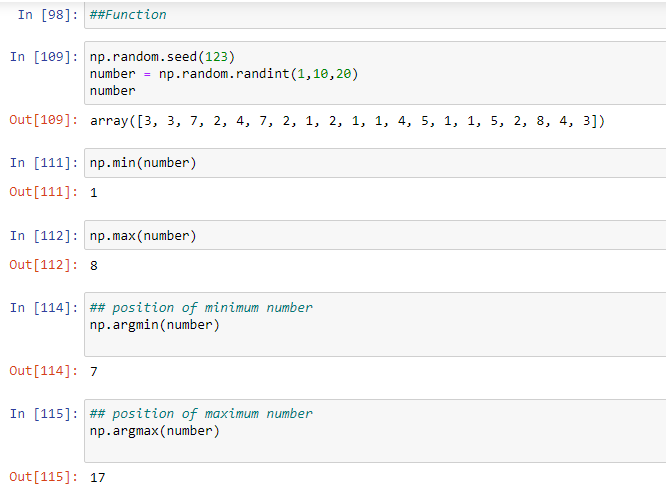 In [98]: ##Function
In [109]: np.random.seed(123)
number = np.random.randint(1,10,20)
number
Out[109]: array([3, 3, 7, 2, 4, 7, 2, 1, 2, 1, 1, 4, 5, 1, 1, 5, 2, 8, 4, 3])
In [111]: np.min(number)
Out[111]: 1
In [112]: np.max(number)
Out[112]: 8
In [114]: ## position of minimum number
np.argmin(number)
Out[114]: 7
In [115]: ## position of maximum number
np.argmax(number)
Out[115]: 17